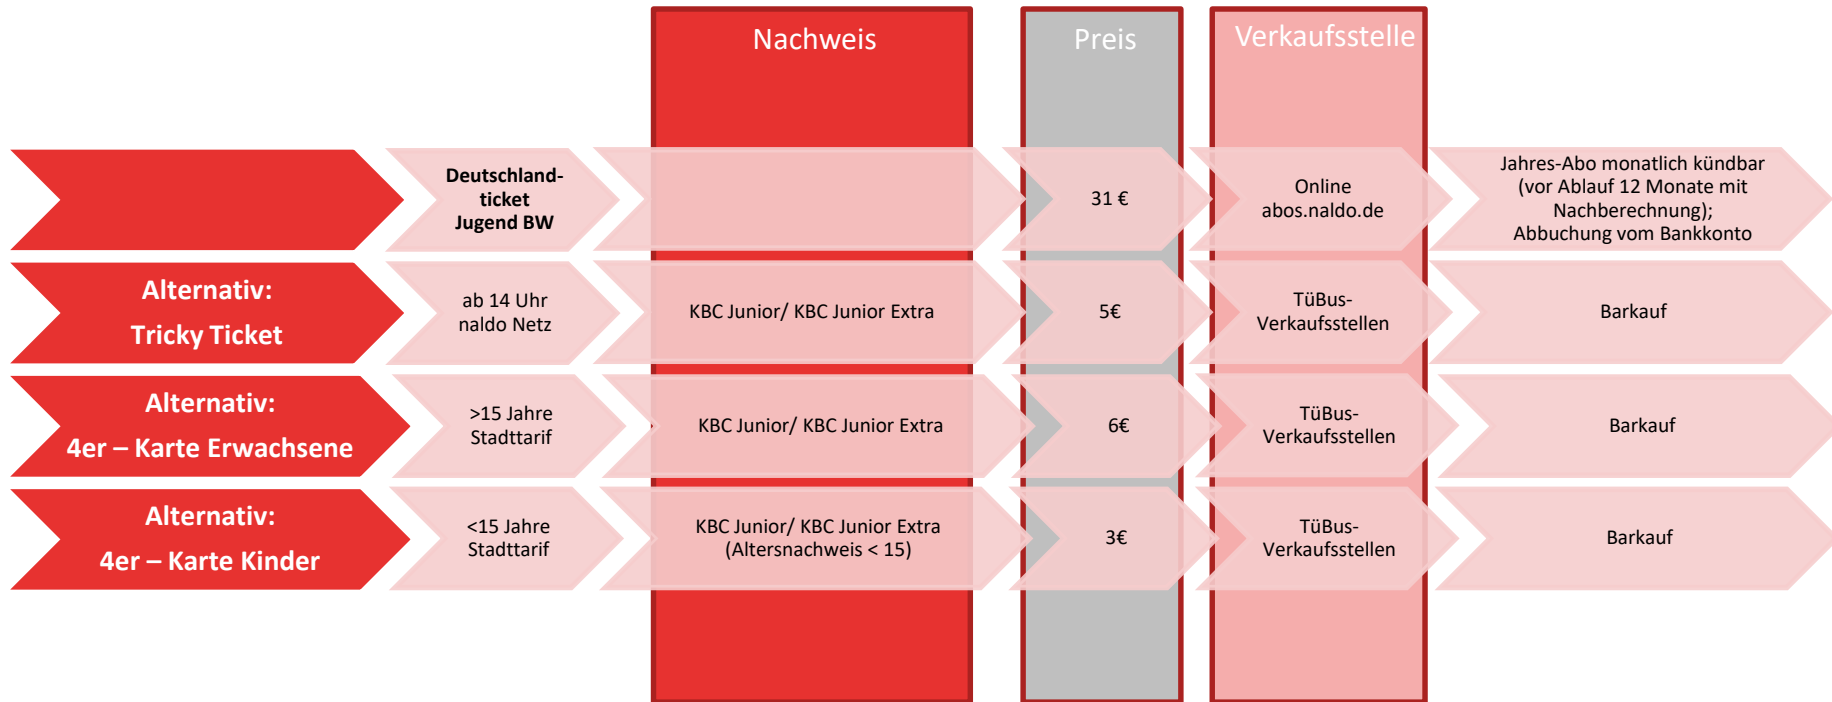 Nachweis
Preis
Verkaufsstelle
Deutschland-
ticket
Jugend BW
31 €
Online
abos.naldo.de
Jahres-Abo monatlich kündbar
(vor Ablauf 12 Monate mit
Nachberechnung);
Abbuchung vom Bankkonto
Alternativ:
Tricky Ticket
ab 14 Uhr
naldo Netz
KBC Junior/ KBC Junior Extra
5€
TüBus-
Verkaufsstellen
Barkauf
Alternativ:
4er – Karte Erwachsene
>15 Jahre
Stadttarif
KBC Junior/ KBC Junior Extra
6€
TüBus-
Verkaufsstellen
Barkauf
Alternativ:
4er – Karte Kinder
<15 Jahre
Stadttarif
KBC Junior/ KBC Junior Extra
(Altersnachweis < 15)
3€
TüBus-
Verkaufsstellen
Barkauf